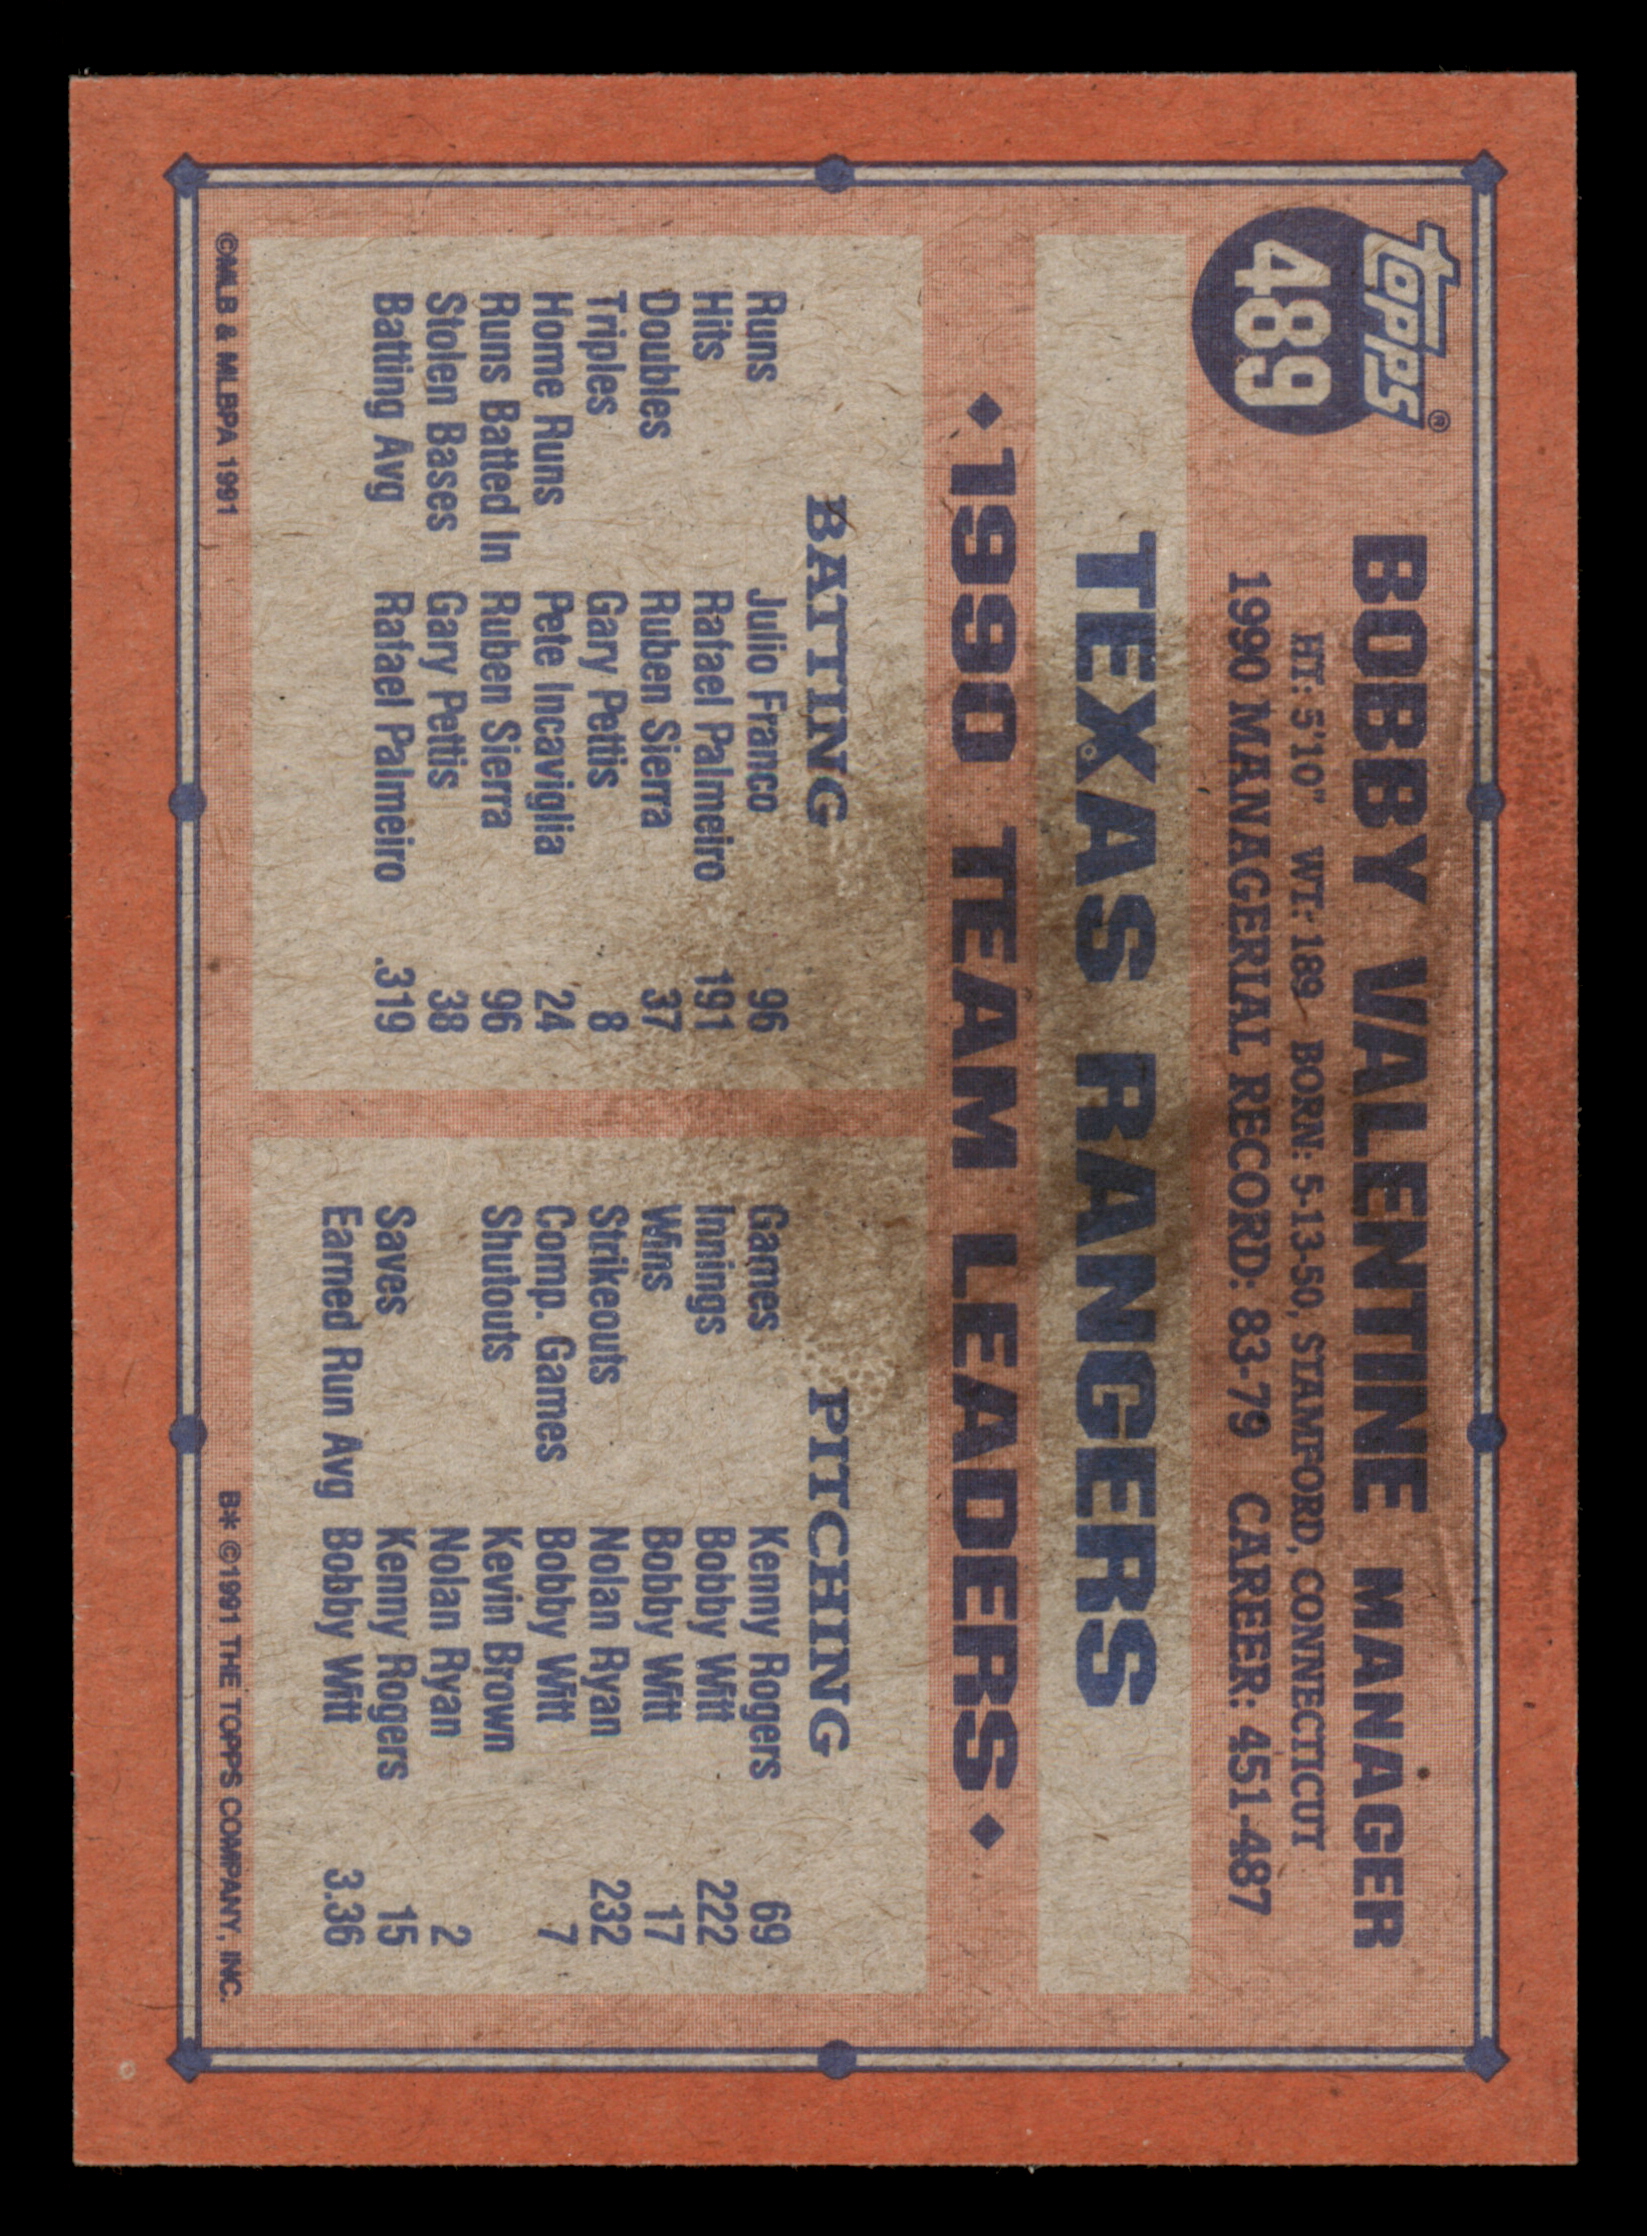 topps®
489
BOBBY VALENTINE MANAGER
HT: 5'10" WT: 189 BORN: 5-13-50, STAMFORD, CONNECTICUT
1990 MANAGERIAL RECORD: 83-79 CAREER: 451-487
TEXAS RANGERS
◆1990 TEAM LEADERS◆
BATTING
Runs Julio Franco 96
Hits Rafael Palmeiro 191
Doubles Ruben Sierra 37
Triples Gary Pettis 8
Home Runs Pete Incaviglia 24
Runs Batted In Ruben Sierra 96
Stolen Bases Gary Pettis 38
Batting Avg Rafael Palmeiro .319
PITCHING
Games Kenny Rogers 69
Innings Bobby Witt 222
Wins Bobby Witt 17
Strikeouts Nolan Ryan 232
Comp. Games Bobby Witt 7
Shutouts Kevin Brown
Nolan Ryan 2
Saves Kenny Rogers 15
Earned Run Avg Bobby Witt 3.36
©MLB & MLBPA 1991
B* ©1991 THE TOPPS COMPANY, INC.